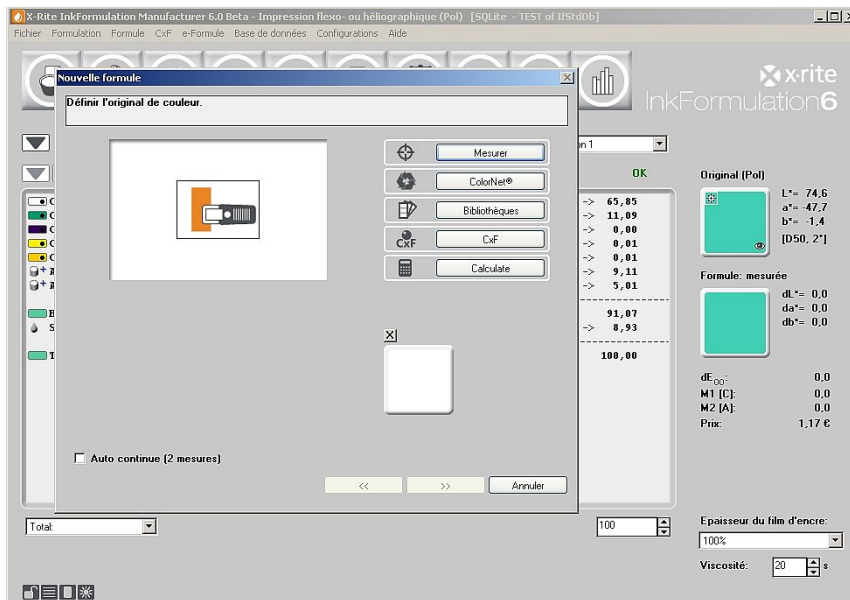 X-Rite InkFormulation Manufacturer 6.0 Beta - Impression flexo- ou héliographique (Pol) [SQLite - TEST of IfStdDb]
Fichier Formulation Formule CxF e-Formule Base de données Configurations Aide
x·rite
InkFormulation6
Nouvelle formule
Définir l'original de couleur.
Mesurer
ColorNet®
Bibliothèques
CxF CxF
Calculate
Auto continue (2 mesures)
<< >> Annuler
OK
-> 65,85
-> 11,09
-> 0,00
-> 0,01
-> 0,01
-> 9,11
-> 5,01
91,07
-> 8,93
100,00
Original (Pol)
L*= 74,6
a*= -47,7
b*= -1,4
[D50, 2°]
Formule: mesurée
dL*= 0,0
da*= 0,0
db*= 0,0
dE00: 0,0
M1 [C]: 0,0
M2 [A]: 0,0
Prix: 1,17 €
Total: 100
Epaisseur du film d'encre:
100%
Viscosité: 20 s